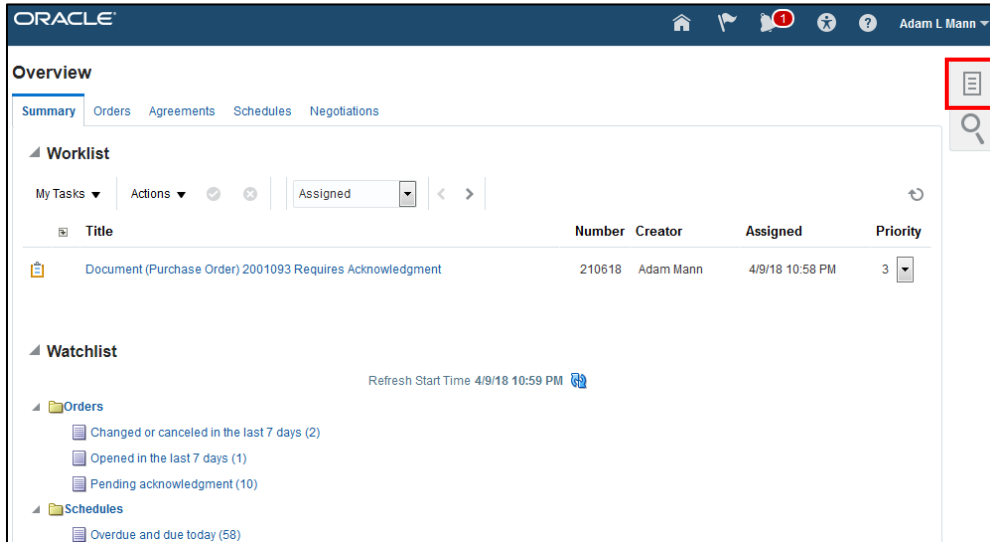 ORACLE®
1 Adam L Mann
Overview
Summary Orders Agreements Schedules Negotiations
Worklist
My Tasks Actions Assigned
Title Number Creator Assigned Priority
Document (Purchase Order) 2001093 Requires Acknowledgment 210618 Adam Mann 4/9/18 10:58 PM 3
Watchlist
Refresh Start Time 4/9/18 10:59 PM
Orders
Changed or canceled in the last 7 days (2)
Opened in the last 7 days (1)
Pending acknowledgment (10)
Schedules
Overdue and due today (58)